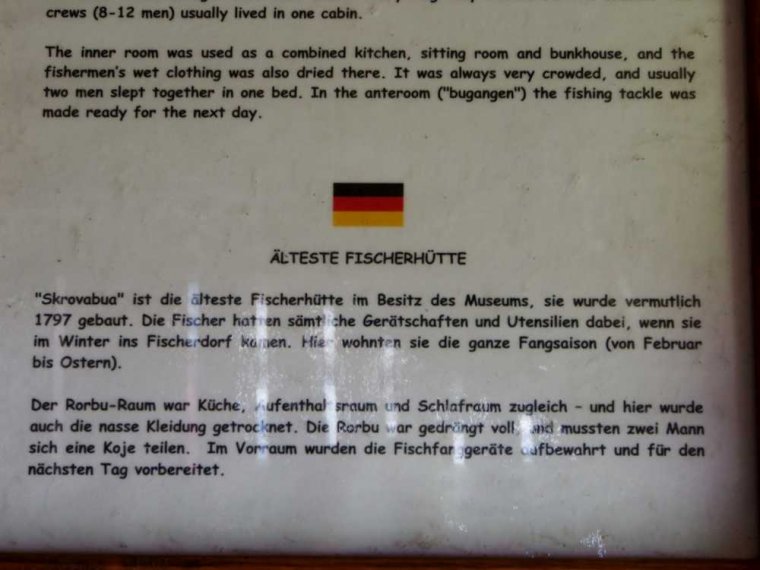 crews (8-12 men) usually lived in one cabin.
The inner room was used as a combined kitchen, sitting room and bunkhouse, and the
fishermen's wet clothing was also dried there. It was always very crowded, and usually
two men slept together in one bed. In the anteroom ("bugangen") the fishing tackle was
made ready for the next day.
ÄLTESTE FISCHERHÜTTE
"Skrovabua" ist die älteste Fischerhütte im Besitz des Museums, sie wurde vermutlich
1797 gebaut. Die Fischer hatten sämtliche Gerätschaften und Utensilien dabei, wenn sie
im Winter ins Fischerdorf kamen. Hier wohnten sie die ganze Fangsaison (von Februar
bis Ostern).
Der Rorbu-Raum war Küche, Aufenthaltsraum und Schlafraum zugleich – und hier wurde
auch die nasse Kleidung getrocknet. Die Rorbu war gedrängt voll und mussten zwei Mann
sich eine Koje teilen. Im Vorraum wurden die Fischfanggeräte aufbewahrt und für den
nächsten Tag vorbereitet.